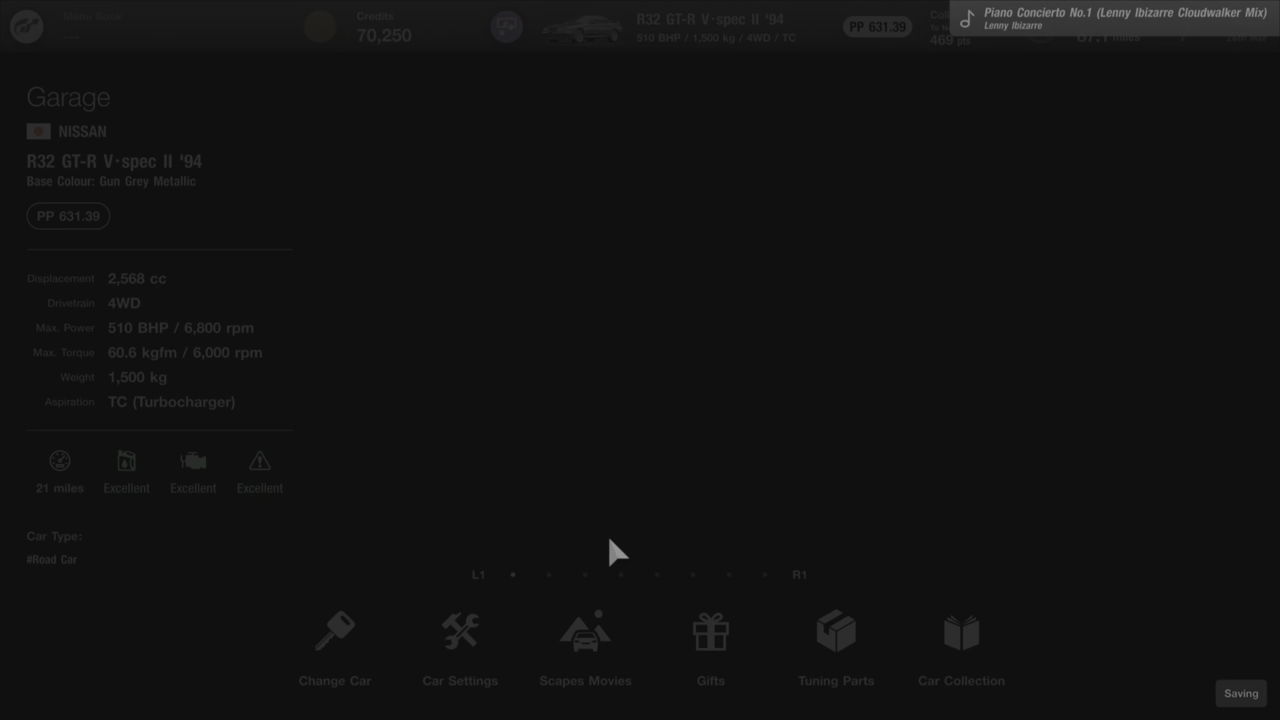 Menu Book
Credits
70,250
R32 GT-R V·spec II '94
510 BHP / 1,500 kg / 4WD / TC
PP 631.39
469 pts
Piano Concierto No.1 (Lenny Ibizarre Cloudwalker Mix)
Lenny Ibizarre
Garage
NISSAN
R32 GT-R V·spec II '94
Base Colour: Gun Grey Metallic
PP 631.39
Displacement 2,568 cc
Drivetrain 4WD
Max. Power 510 BHP / 6,800 rpm
Max. Torque 60.6 kgfm / 6,000 rpm
Weight 1,500 kg
Aspiration TC (Turbocharger)
21 miles Excellent Excellent Excellent
Car Type:
#Road Car
L1 R1
Change Car Car Settings Scapes Movies Gifts Tuning Parts Car Collection
Saving